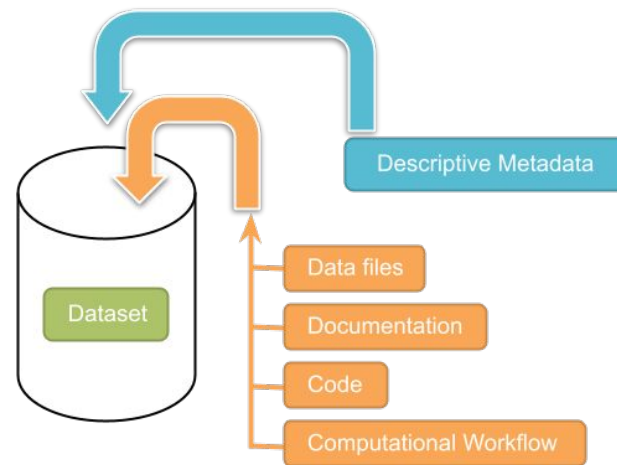 Descriptive Metadata
Data files
Dataset
Documentation
Code
Computational Workflow